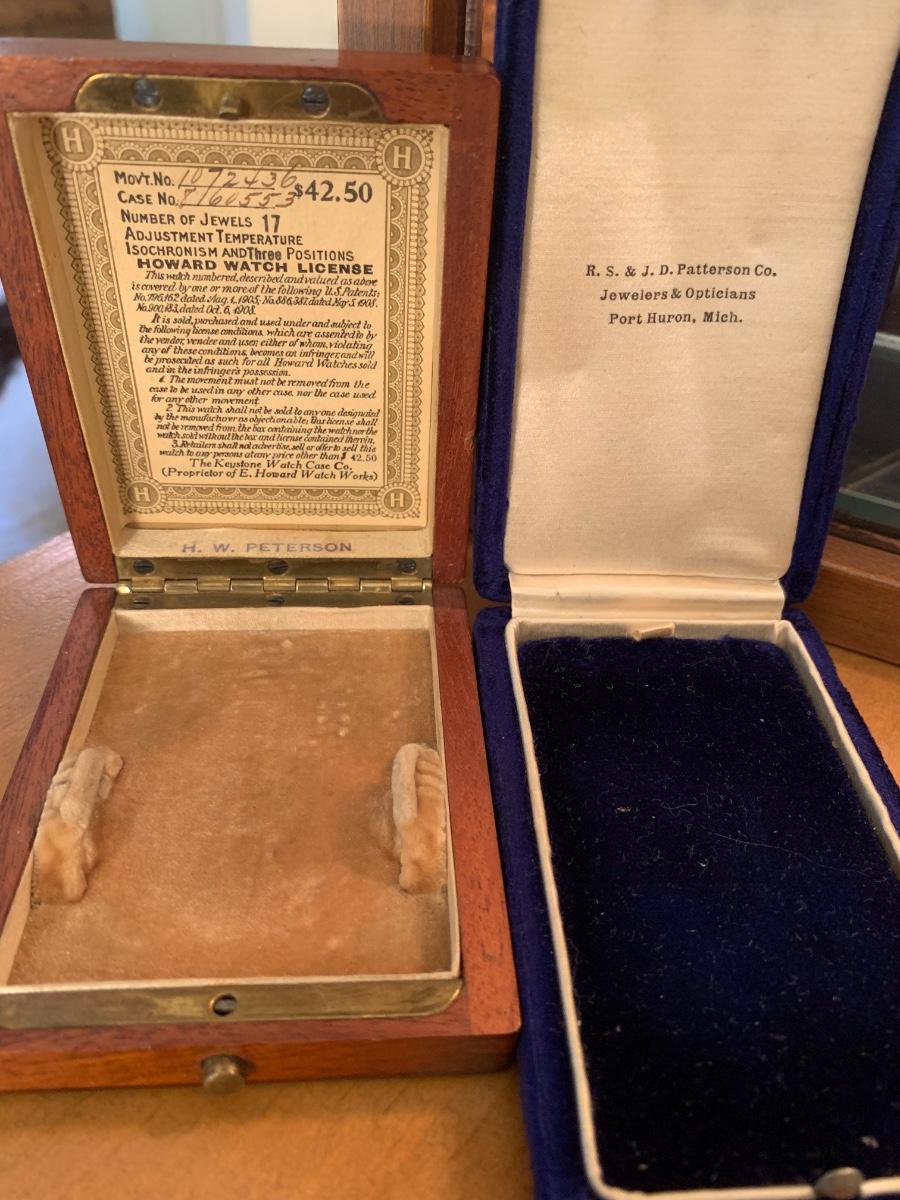 H H
MOV'T. NO. 1072436
CASE NO. 1160553 $42.50
NUMBER OF JEWELS 17
ADJUSTMENT TEMPERATURE
ISOCHRONISM AND Three POSITIONS
HOWARD WATCH LICENSE
This watch numbered, described and valued as above
is covered by one or more of the following U.S. Patents:
No. 796,162 dated Aug. 1, 1905; No. 886,387, dated May 5, 1908.
No. 900,183, dated Oct. 6, 1908.
It is sold, purchased and used under and subject to
the following license conditions, which are assented to by
the vendor, vendee and user, either of whom, violating
any of these conditions, becomes an infringer, and will
be prosecuted as such for all Howard Watches sold
and in the infringer's possession.
1. The movement must not be removed from the
case to be used in any other case, nor the case used
for any other movement.
2. This watch shall not be sold to any one designated
by the manufacturer as objectionable; this license shall
not be removed from the box containing the watch nor the
watch sold without the box and license contained therein.
3. Retailers shall not advertise, sell or offer to sell this
watch to any persons at any price other than $ 42.50
The Keystone Watch Case Co.
(Proprietor of E. Howard Watch Works)
H H
H. W. PETERSON
R. S. & J. D. Patterson Co.
Jewelers & Opticians
Port Huron, Mich.